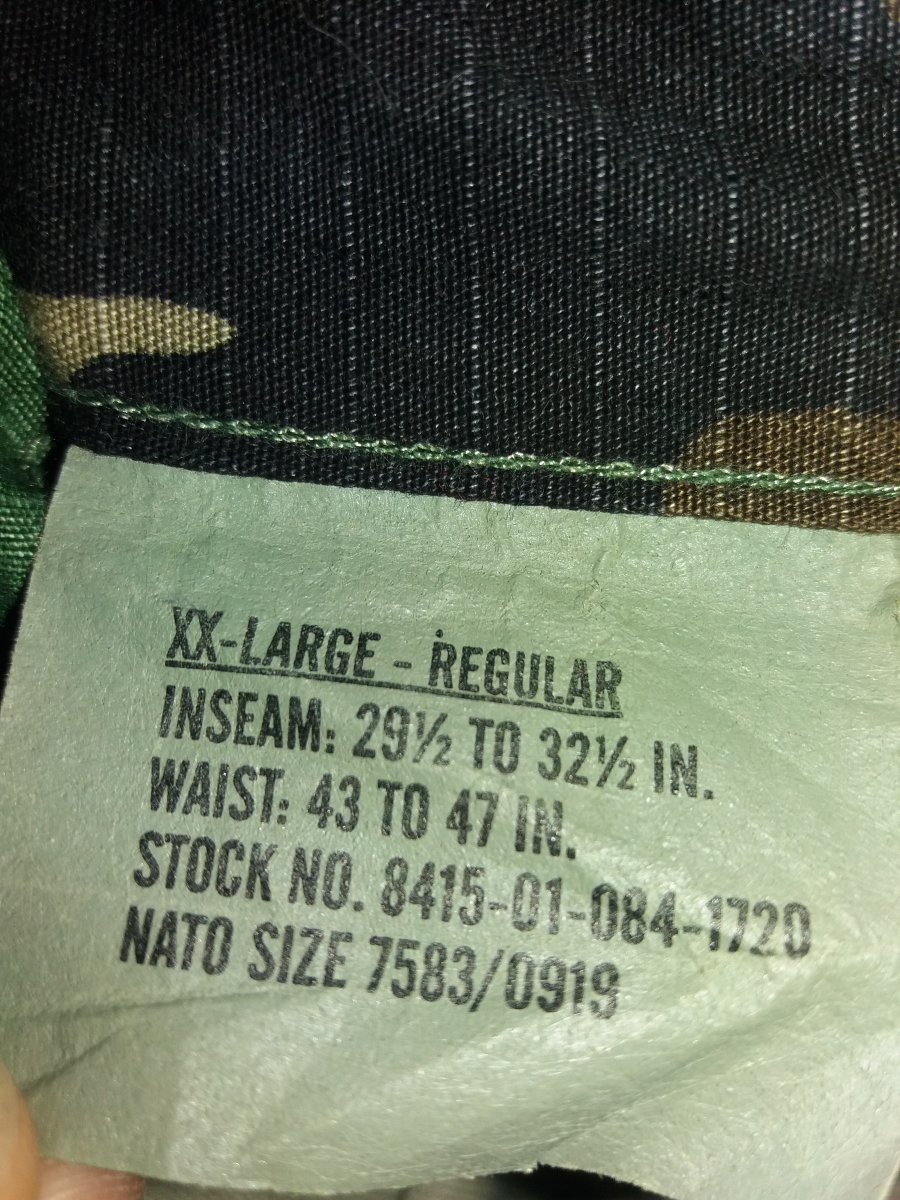 XX-LARGE - REGULAR
INSEAM: 29½ TO 32½ IN.
WAIST: 43 TO 47 IN.
STOCK NO. 8415-01-084-1720
NATO SIZE 7583/0919